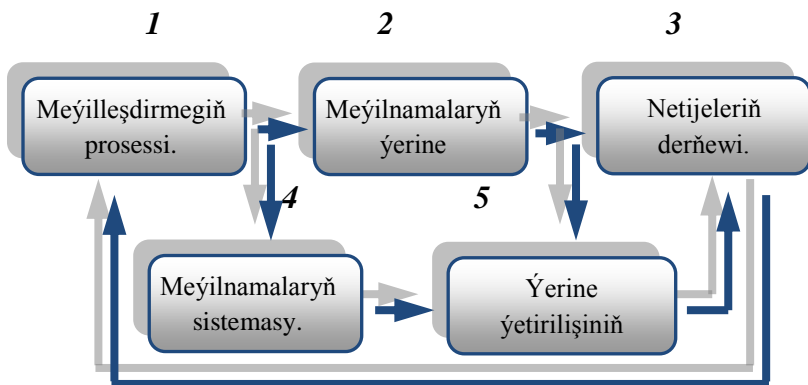 1
2
3
Meýilleşdirmegiň
prosessi.
Meýilnamalaryň
ýerine
Netijeleriň
derňewi.
4
5
Meýilnamalaryň
sistemasy.
Ýerine
ýetirilişiniň